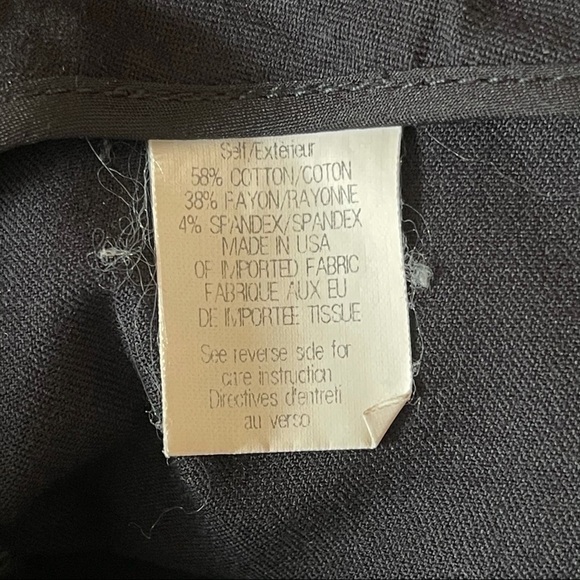 Self/Extérieur
58% COTTON/COTON
38% RAYON/RAYONNE
4% SPANDEX/SPANDEX
MADE IN USA
OF IMPORTED FABRIC
FABRIQUE AUX EU
DE IMPORTEE TISSUE
See reverse side for
care instruction
Directives d'entreti
au verso